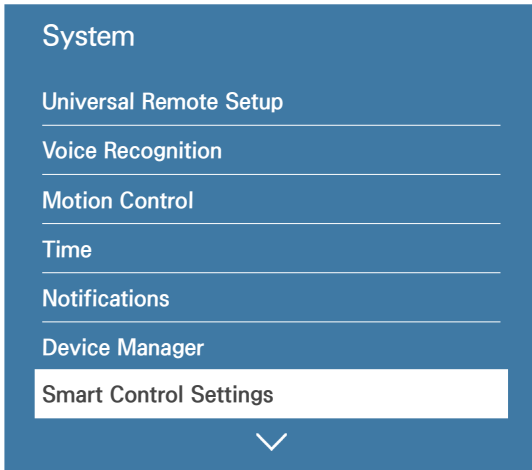 System
Universal Remote Setup
Voice Recognition
Motion Control
Time
Notifications
Device Manager
Smart Control Settings